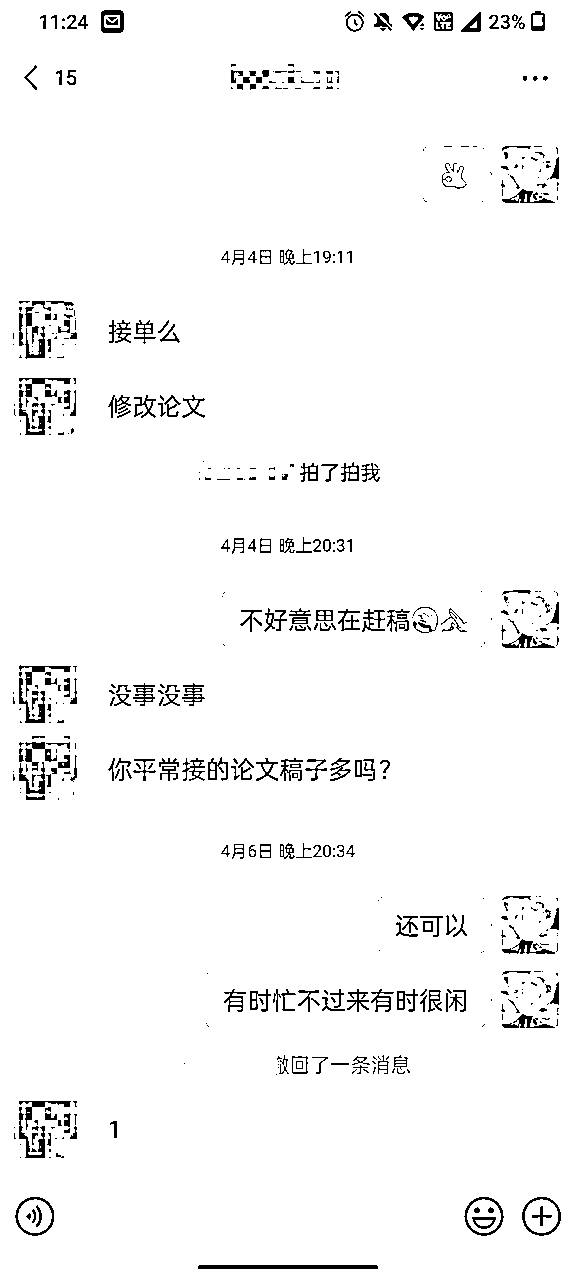 11:24
23%
15
4月4日 晚上19:11
接单么
修改论文
拍了拍我
4月4日 晚上20:31
不好意思在赶稿
没事没事
你平常接的论文稿子多吗?
4月6日 晚上20:34
还可以
有时忙不过来有时很闲
撤回了一条消息
1